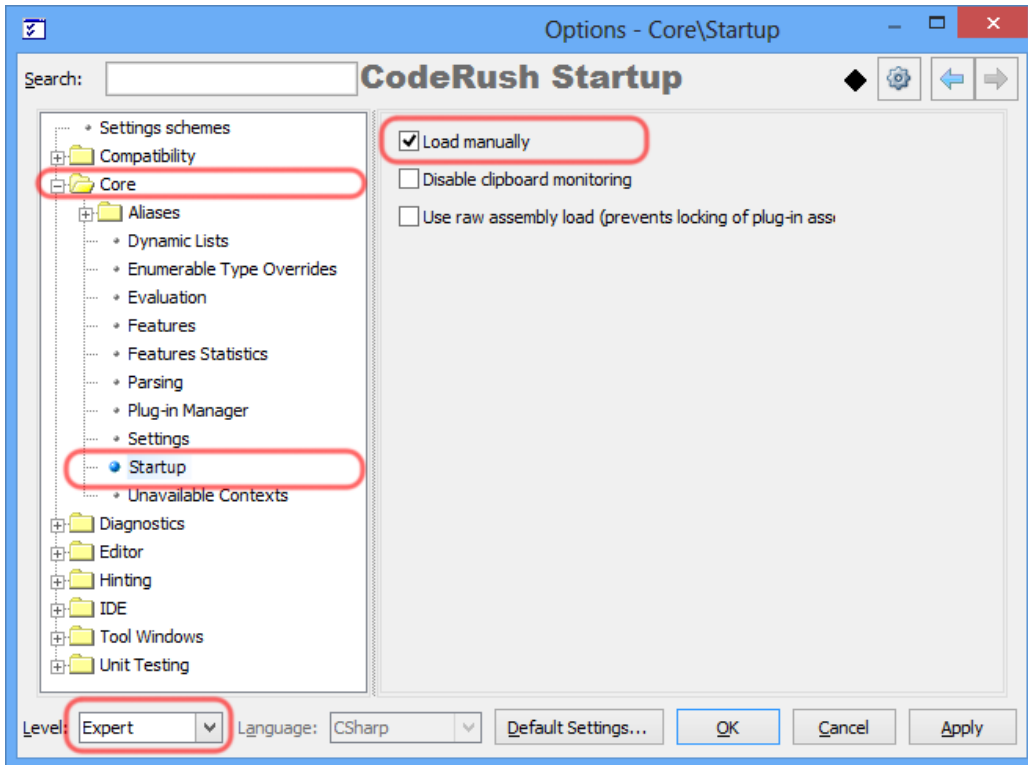 Options - Core\Startup
Search:
CodeRush Startup
Settings schemes
Compatibility
Core
Aliases
Dynamic Lists
Enumerable Type Overrides
Evaluation
Features
Features Statistics
Parsing
Plug-in Manager
Settings
Startup
Unavailable Contexts
Diagnostics
Editor
Hinting
IDE
Tool Windows
Unit Testing
Load manually
Disable clipboard monitoring
Use raw assembly load (prevents locking of plug-in ass
Level: Expert Language: CSharp Default Settings... OK Cancel Apply